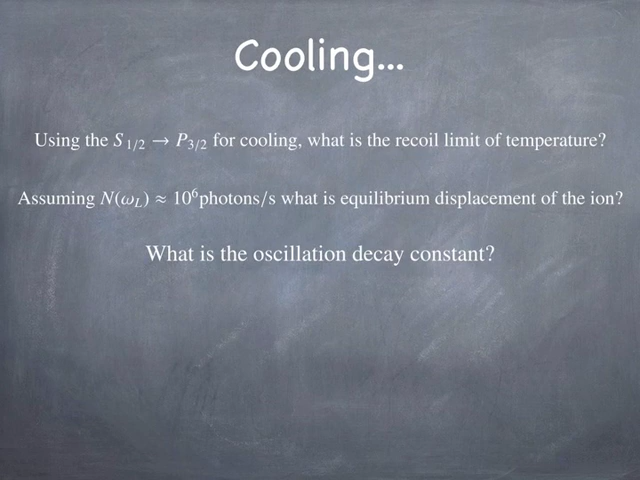 Cooling...
Using the S 1/2 → P3/2 for cooling, what is the recoil limit of temperature?
Assuming N(ωL) ≈ 10⁶photons/s what is equilibrium displacement of the ion?
What is the oscillation decay constant?